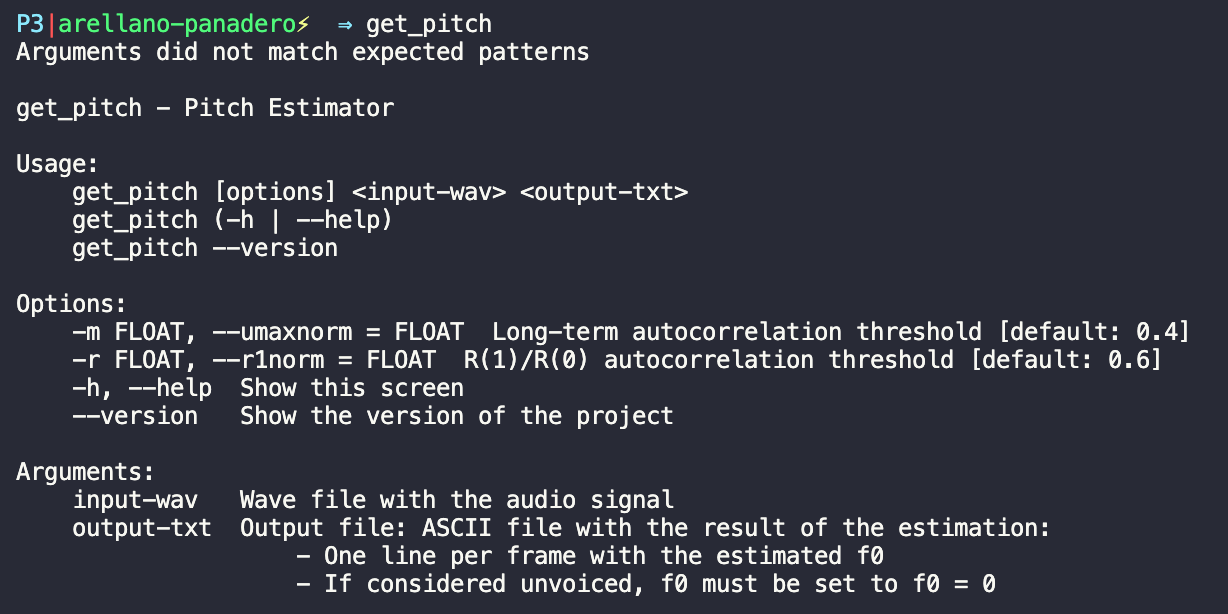 P3|arellano-panadero⚡ ⇒ get_pitch
Arguments did not match expected patterns

get_pitch - Pitch Estimator

Usage:
    get_pitch [options] <input-wav> <output-txt>
    get_pitch (-h | --help)
    get_pitch --version

Options:
    -m FLOAT, --umaxnorm = FLOAT  Long-term autocorrelation threshold [default: 0.4]
    -r FLOAT, --r1norm = FLOAT  R(1)/R(0) autocorrelation threshold [default: 0.6]
    -h, --help  Show this screen
    --version   Show the version of the project

Arguments:
    input-wav   Wave file with the audio signal
    output-txt  Output file: ASCII file with the result of the estimation:
                    - One line per frame with the estimated f0
                    - If considered unvoiced, f0 must be set to f0 = 0